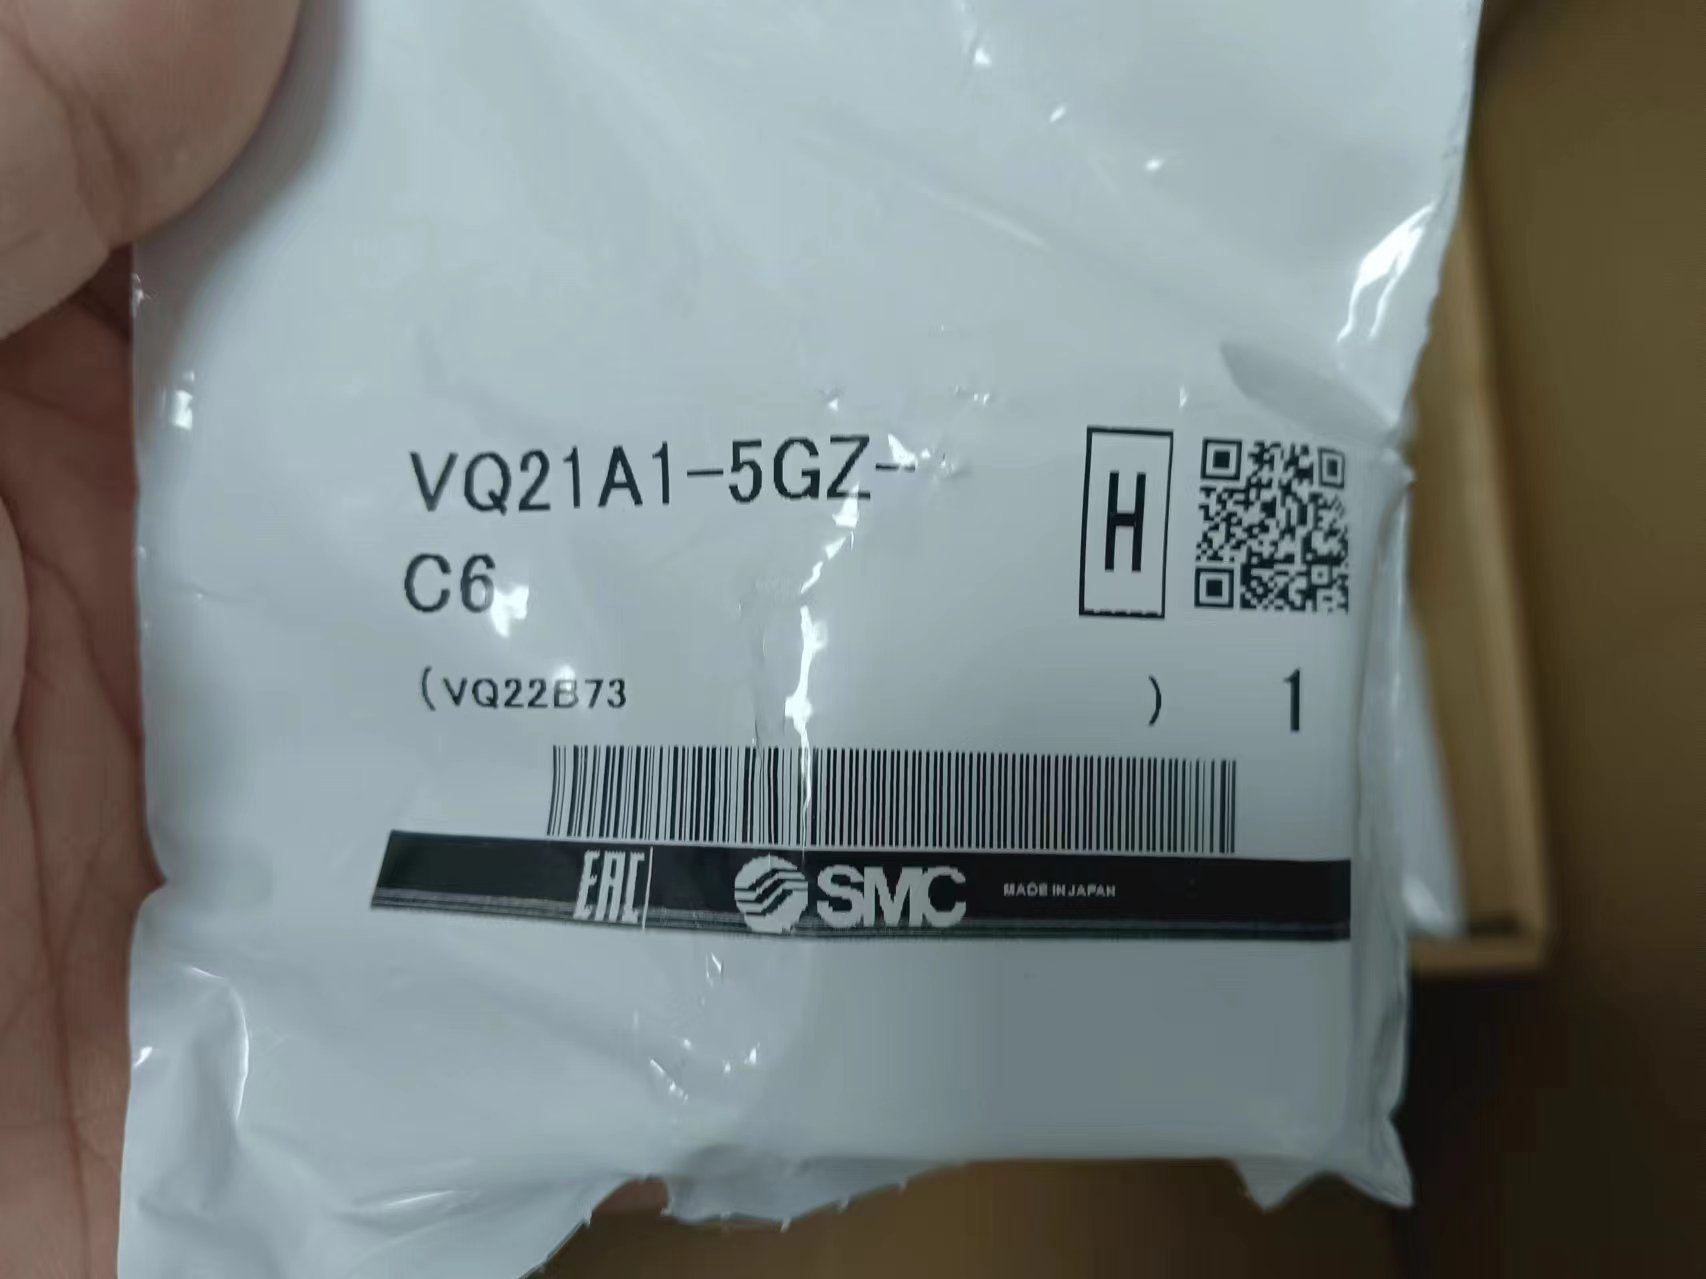 VQ21A1-5GZ-
C6
H
(VQ22B73 ) 1
EAC SMC MADE IN JAPAN